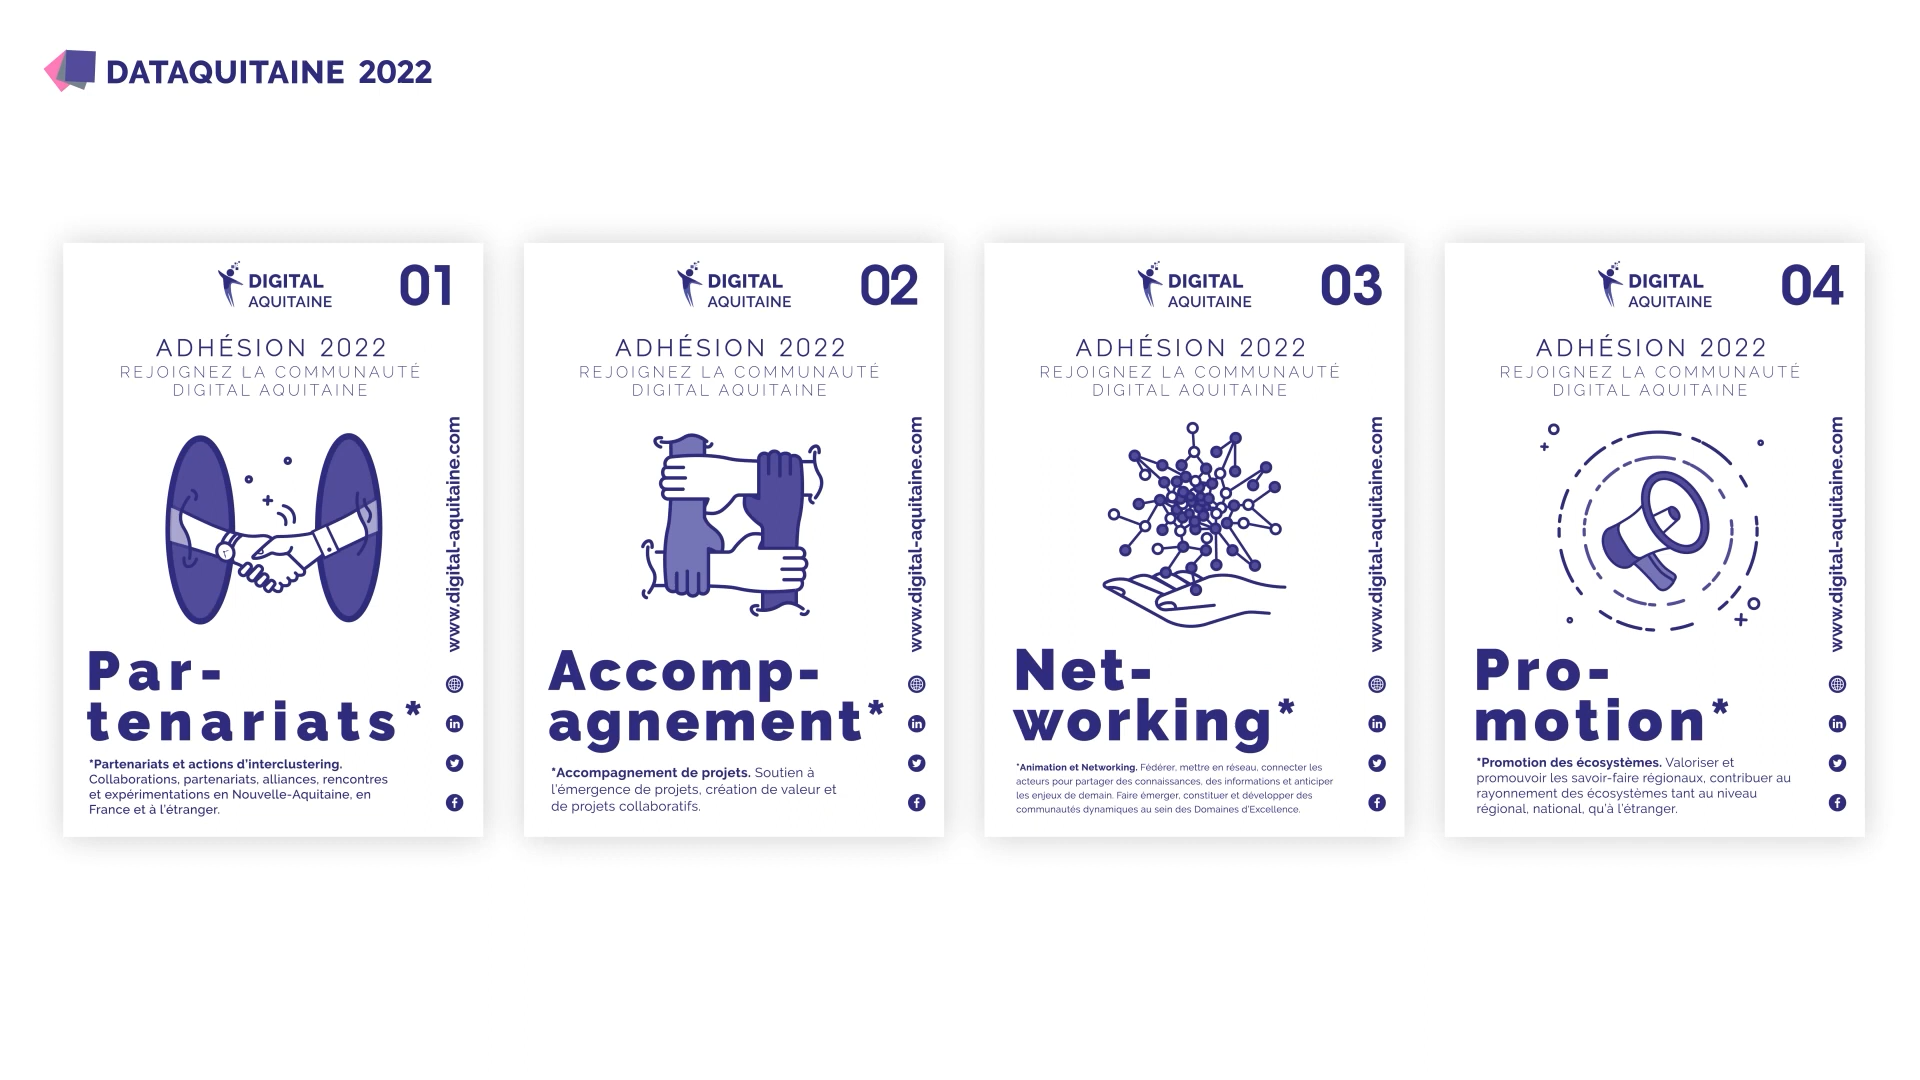 DATAQUITAINE 2022
DIGITAL
AQUITAINE
01
ADHÉSION 2022
REJOIGNEZ LA COMMUNAUTÉ
DIGITAL AQUITAINE
www.digital-aquitaine.com
Par-
tenariats*
*Partenariats et actions d'interclustering.
Collaborations, partenariats, alliances, rencontres
et expérimentations en Nouvelle-Aquitaine, en
France et à l'étranger.
DIGITAL
AQUITAINE
02
ADHÉSION 2022
REJOIGNEZ LA COMMUNAUTÉ
DIGITAL AQUITAINE
www.digital-aquitaine.com
Accomp-
agnement*
*Accompagnement de projets. Soutien à
l'émergence de projets, création de valeur et
de projets collaboratifs.
DIGITAL
AQUITAINE
03
ADHÉSION 2022
REJOIGNEZ LA COMMUNAUTÉ
DIGITAL AQUITAINE
www.digital-aquitaine.com
Net-
working*
*Animation et Networking. Fédérer, mettre en réseau, connecter les
acteurs pour partager des connaissances, des informations et anticiper
les enjeux de demain. Faire émerger, constituer et développer des
communautés dynamiques au sein des Domaines d'Excellence.
DIGITAL
AQUITAINE
04
ADHÉSION 2022
REJOIGNEZ LA COMMUNAUTÉ
DIGITAL AQUITAINE
www.digital-aquitaine.com
Pro-
motion*
*Promotion des écosystèmes. Valoriser et
promouvoir les savoir-faire régionaux, contribuer au
rayonnement des écosystèmes tant au niveau
régional, national, qu'à l'étranger.